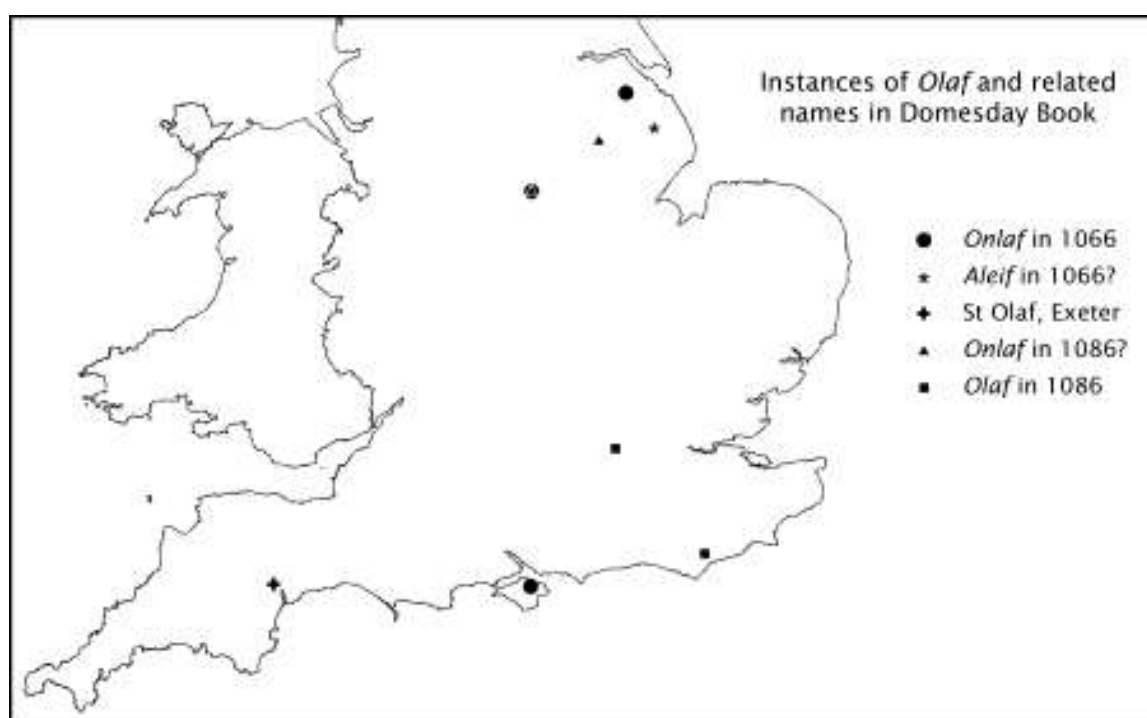 Instances of Olaf and related
names in Domesday Book
Onlaf in 1066
Aleif in 1066?
St Olaf, Exeter
Onlaf in 1086?
Olaf in 1086